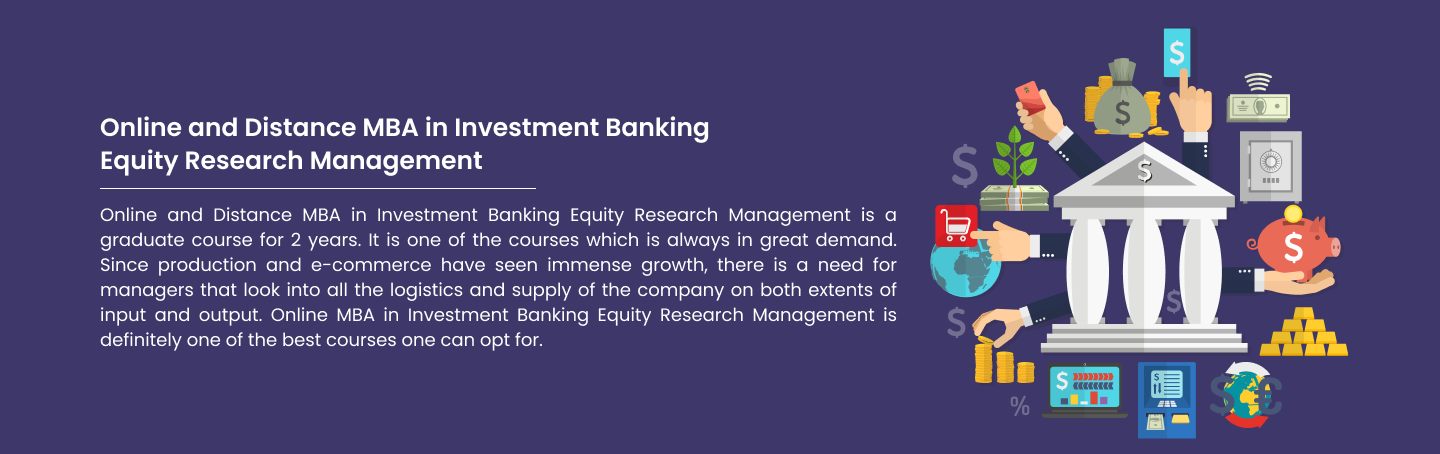 Online and Distance MBA in Investment Banking
Equity Research Management
Online and Distance MBA in Investment Banking Equity Research Management is a
graduate course for 2 years. It is one of the courses which is always in great demand.
Since production and e-commerce have seen immense growth, there is a need for
managers that look into all the logistics and supply of the company on both extents of
input and output. Online MBA in Investment Banking Equity Research Management is
definitely one of the best courses one can opt for.
$
$
$
$
$
$
$
$
%
$
$
$ €